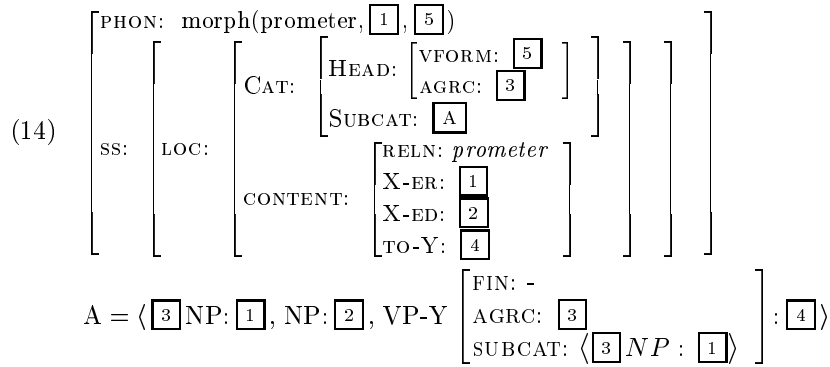 PHON: morph(prometer, 1, 5)
VFORM: 5
HEAD:
CAT: AGRC: 3
SUBCAT: A
(14) SS: LOC:
RELN: prometer
X-ER: 1
CONTENT:
X-ED: 2
TO-Y: 4
FIN: -
A = ⟨ 3 NP: 1, NP: 2, VP-Y AGRC: 3 : 4 ⟩
SUBCAT: ⟨ 3 NP : 1 ⟩